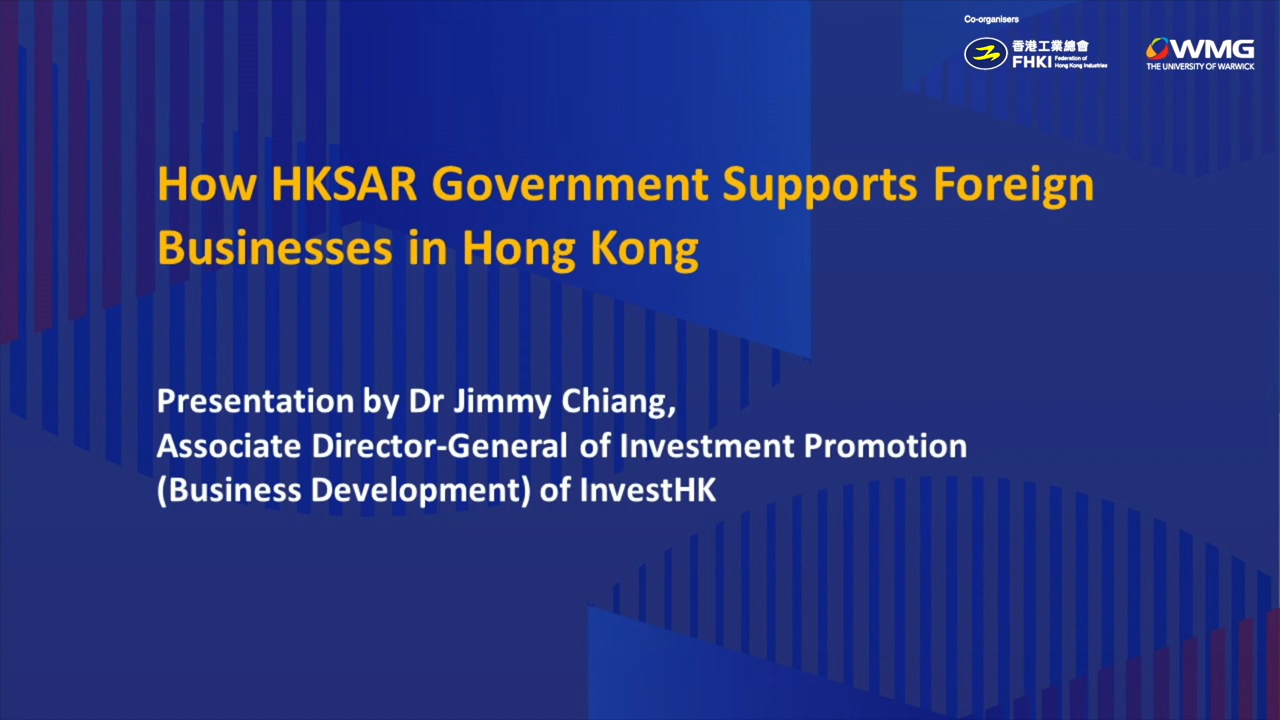 Co-organisers
香港工業總會
FHKI Federation of
Hong Kong Industries
WMG
THE UNIVERSITY OF WARWICK
How HKSAR Government Supports Foreign
Businesses in Hong Kong
Presentation by Dr Jimmy Chiang,
Associate Director-General of Investment Promotion
(Business Development) of InvestHK